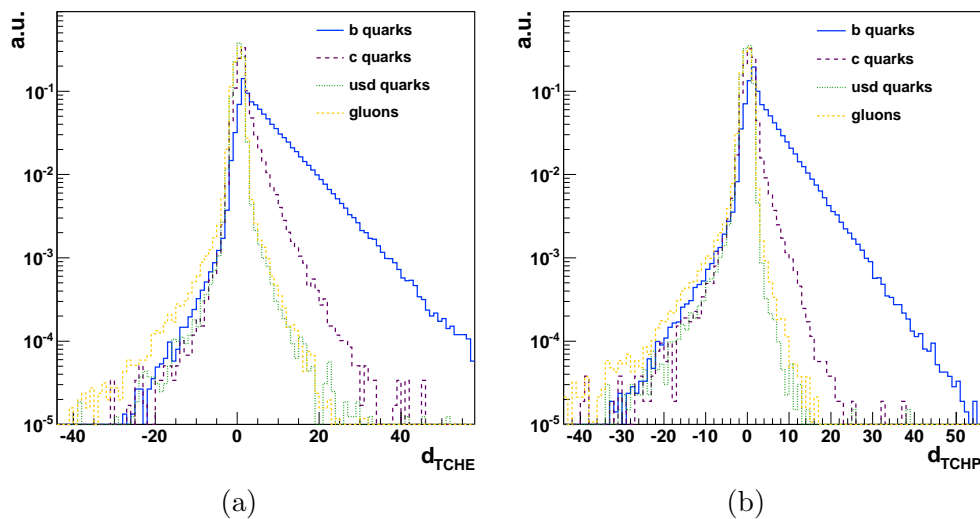 a.u.
b quarks
c quarks
usd quarks
gluons
10⁻¹
10⁻²
10⁻³
10⁻⁴
10⁻⁵
-40 -20 0 20 40
d_TCHE
(a)
a.u.
b quarks
c quarks
usd quarks
gluons
10⁻¹
10⁻²
10⁻³
10⁻⁴
10⁻⁵
-40 -30 -20 -10 0 10 20 30 40 50
d_TCHP
(b)